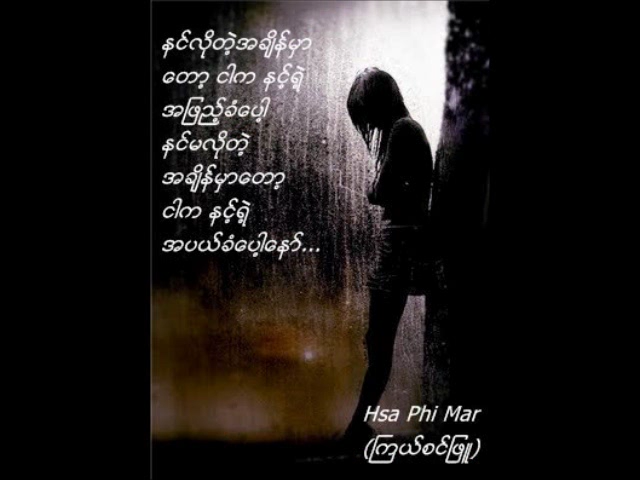 နင်လိုတဲ့အချိန်မှာ
တော့ ငါက နင့်ရဲ့
အဖြည့်ခံပေါ့
နင်မလိုတဲ့
အချိန်မှာတော့
ငါက နင့်ရဲ့
အပယ်ခံပေါ့နော်...
Hsa Phi Mar
(ကြယ်စင်ဖြူ)